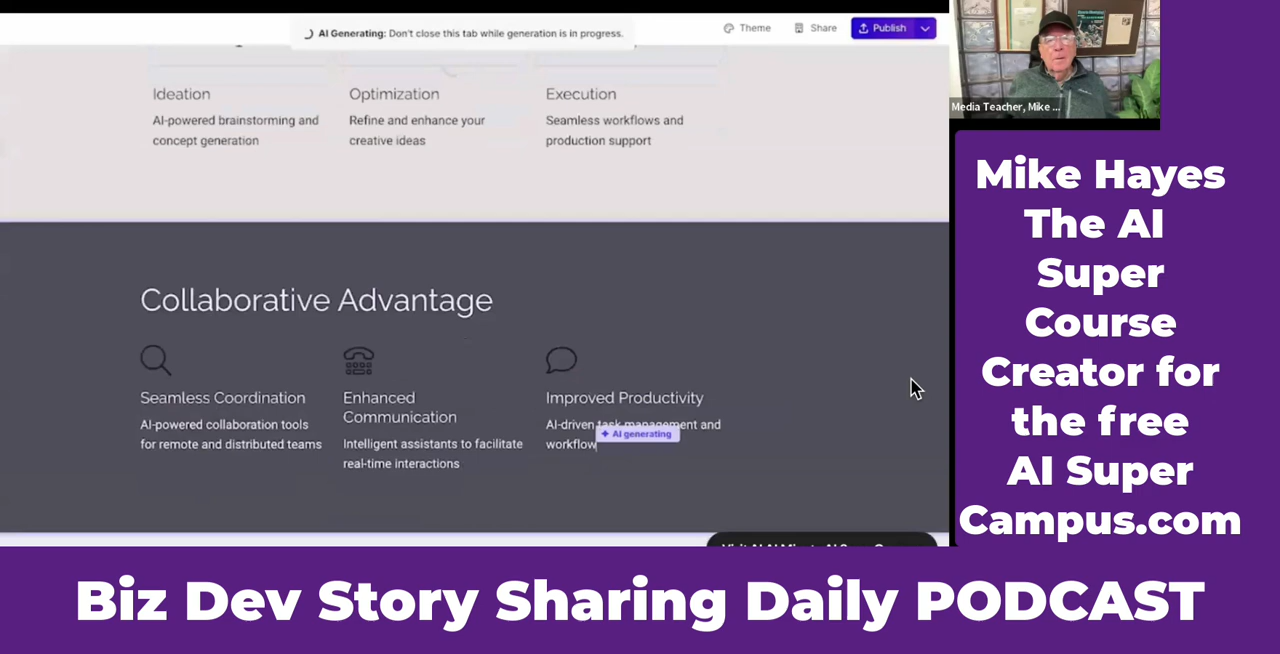 AI Generating: Don't close this tab while generation is in progress.
Theme
Share
Publish
Ideation
AI-powered brainstorming and
concept generation
Optimization
Refine and enhance your
creative ideas
Execution
Seamless workflows and
production support
Collaborative Advantage
Seamless Coordination
AI-powered collaboration tools
for remote and distributed teams
Enhanced
Communication
Intelligent assistants to facilitate
real-time interactions
Improved Productivity
AI-driven task management and
workflow
AI generating
Media Teacher, Mike ...
Mike Hayes
The AI
Super
Course
Creator for
the free
AI Super
Campus.com
Biz Dev Story Sharing Daily PODCAST